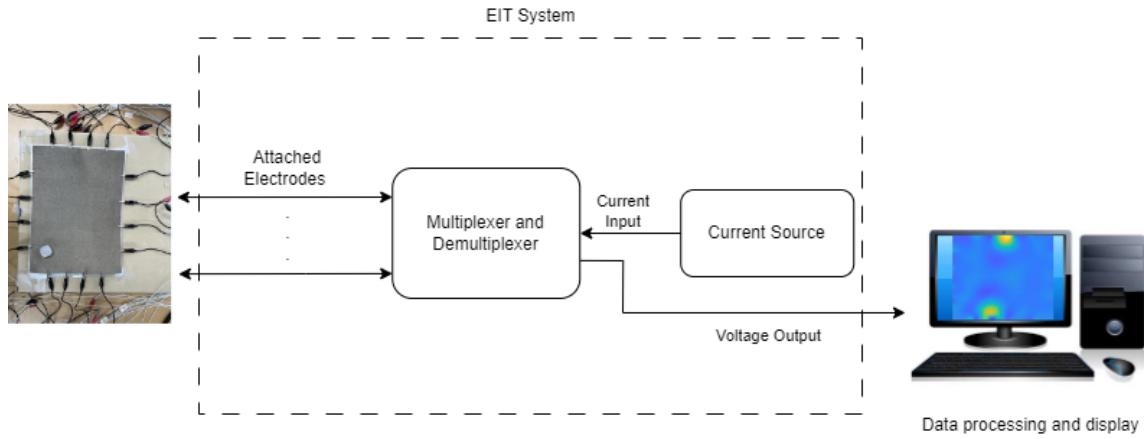 EIT System
Attached
Electrodes
.
.
.
Multiplexer and
Demultiplexer
Current
Input
Current Source
Voltage Output
Data processing and display